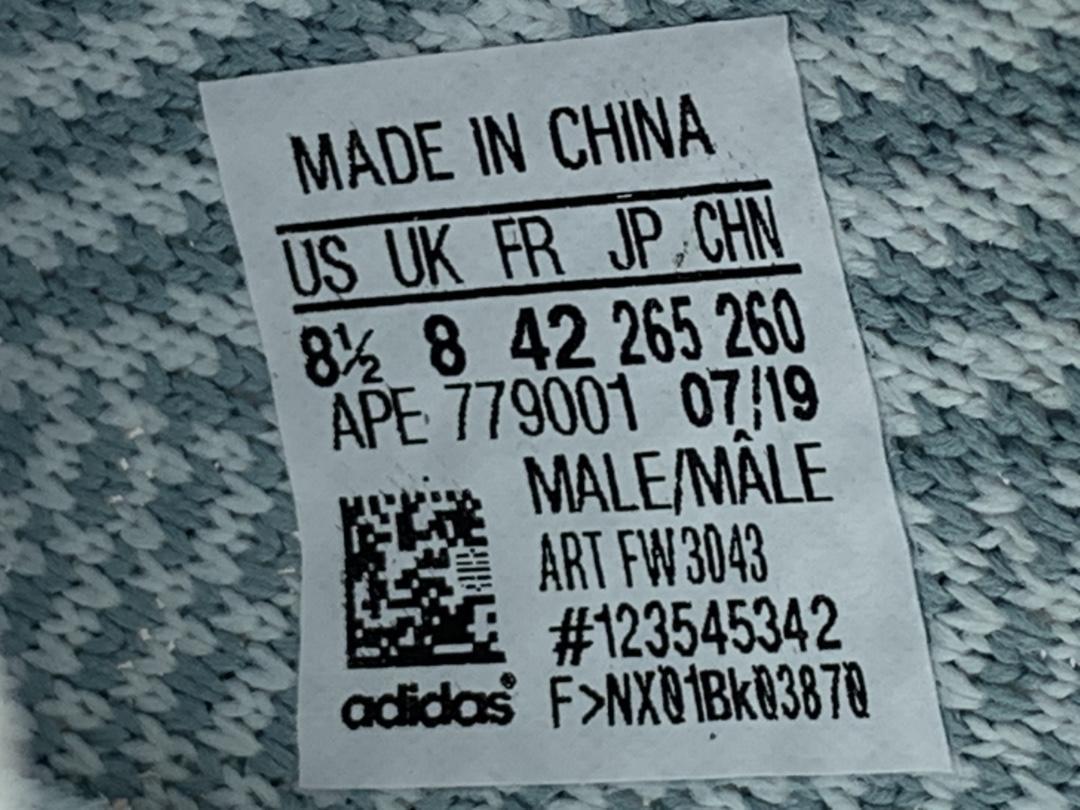 MADE IN CHINA
US UK FR JP CHN
8½ 8 42 265 260
APE 779001 07/19
MALE/MÂLE
ART FW3043
#123545342
adidas® F>NX01Bk03870